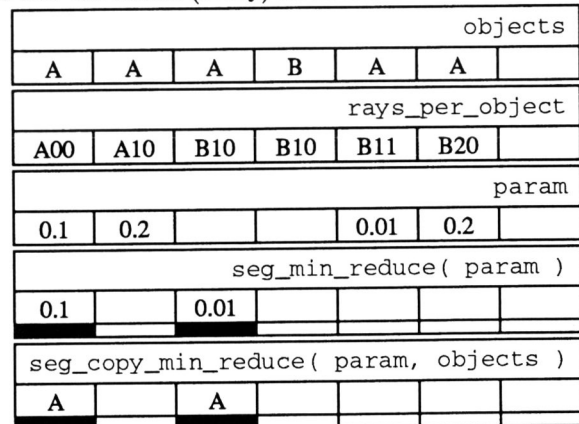 objects
A A A B A A
rays_per_object
A00 A10 B10 B10 B11 B20
param
0.1 0.2 0.01 0.2
seg_min_reduce( param )
0.1 0.01
seg_copy_min_reduce( param, objects )
A A